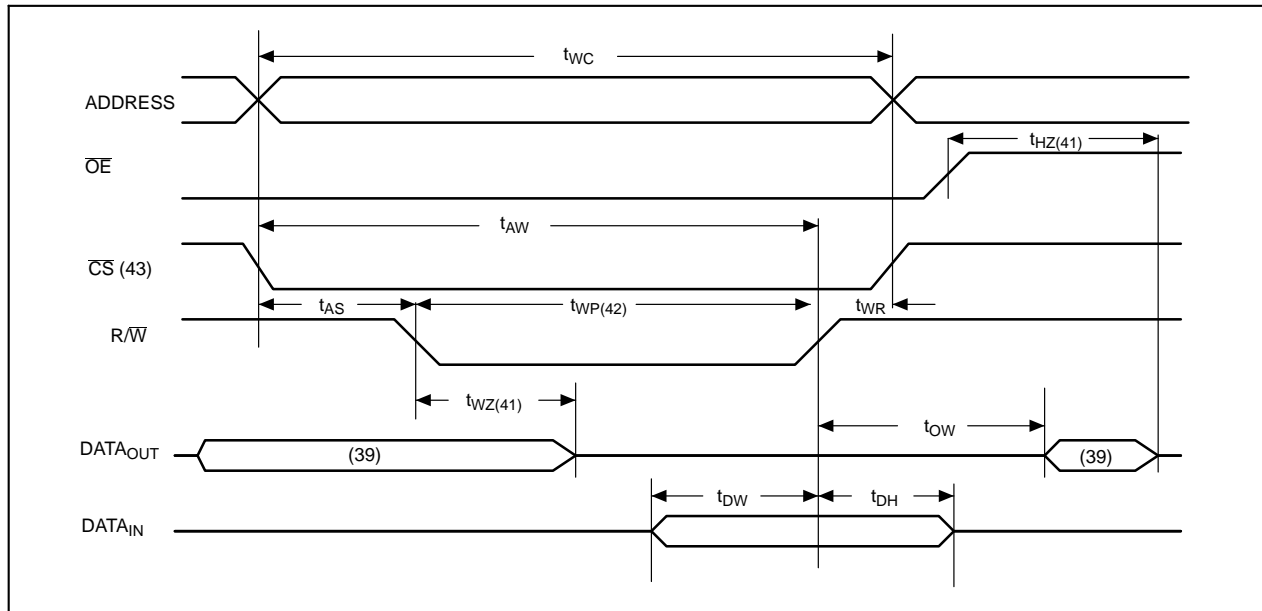 tWC
ADDRESS
tHZ(41)
OE
tAW
CS (43)
tAS
tWP(42)
tWR
R/W
tWZ(41)
tOW
DATAOUT
(39)
(39)
tDW
tDH
DATAIN